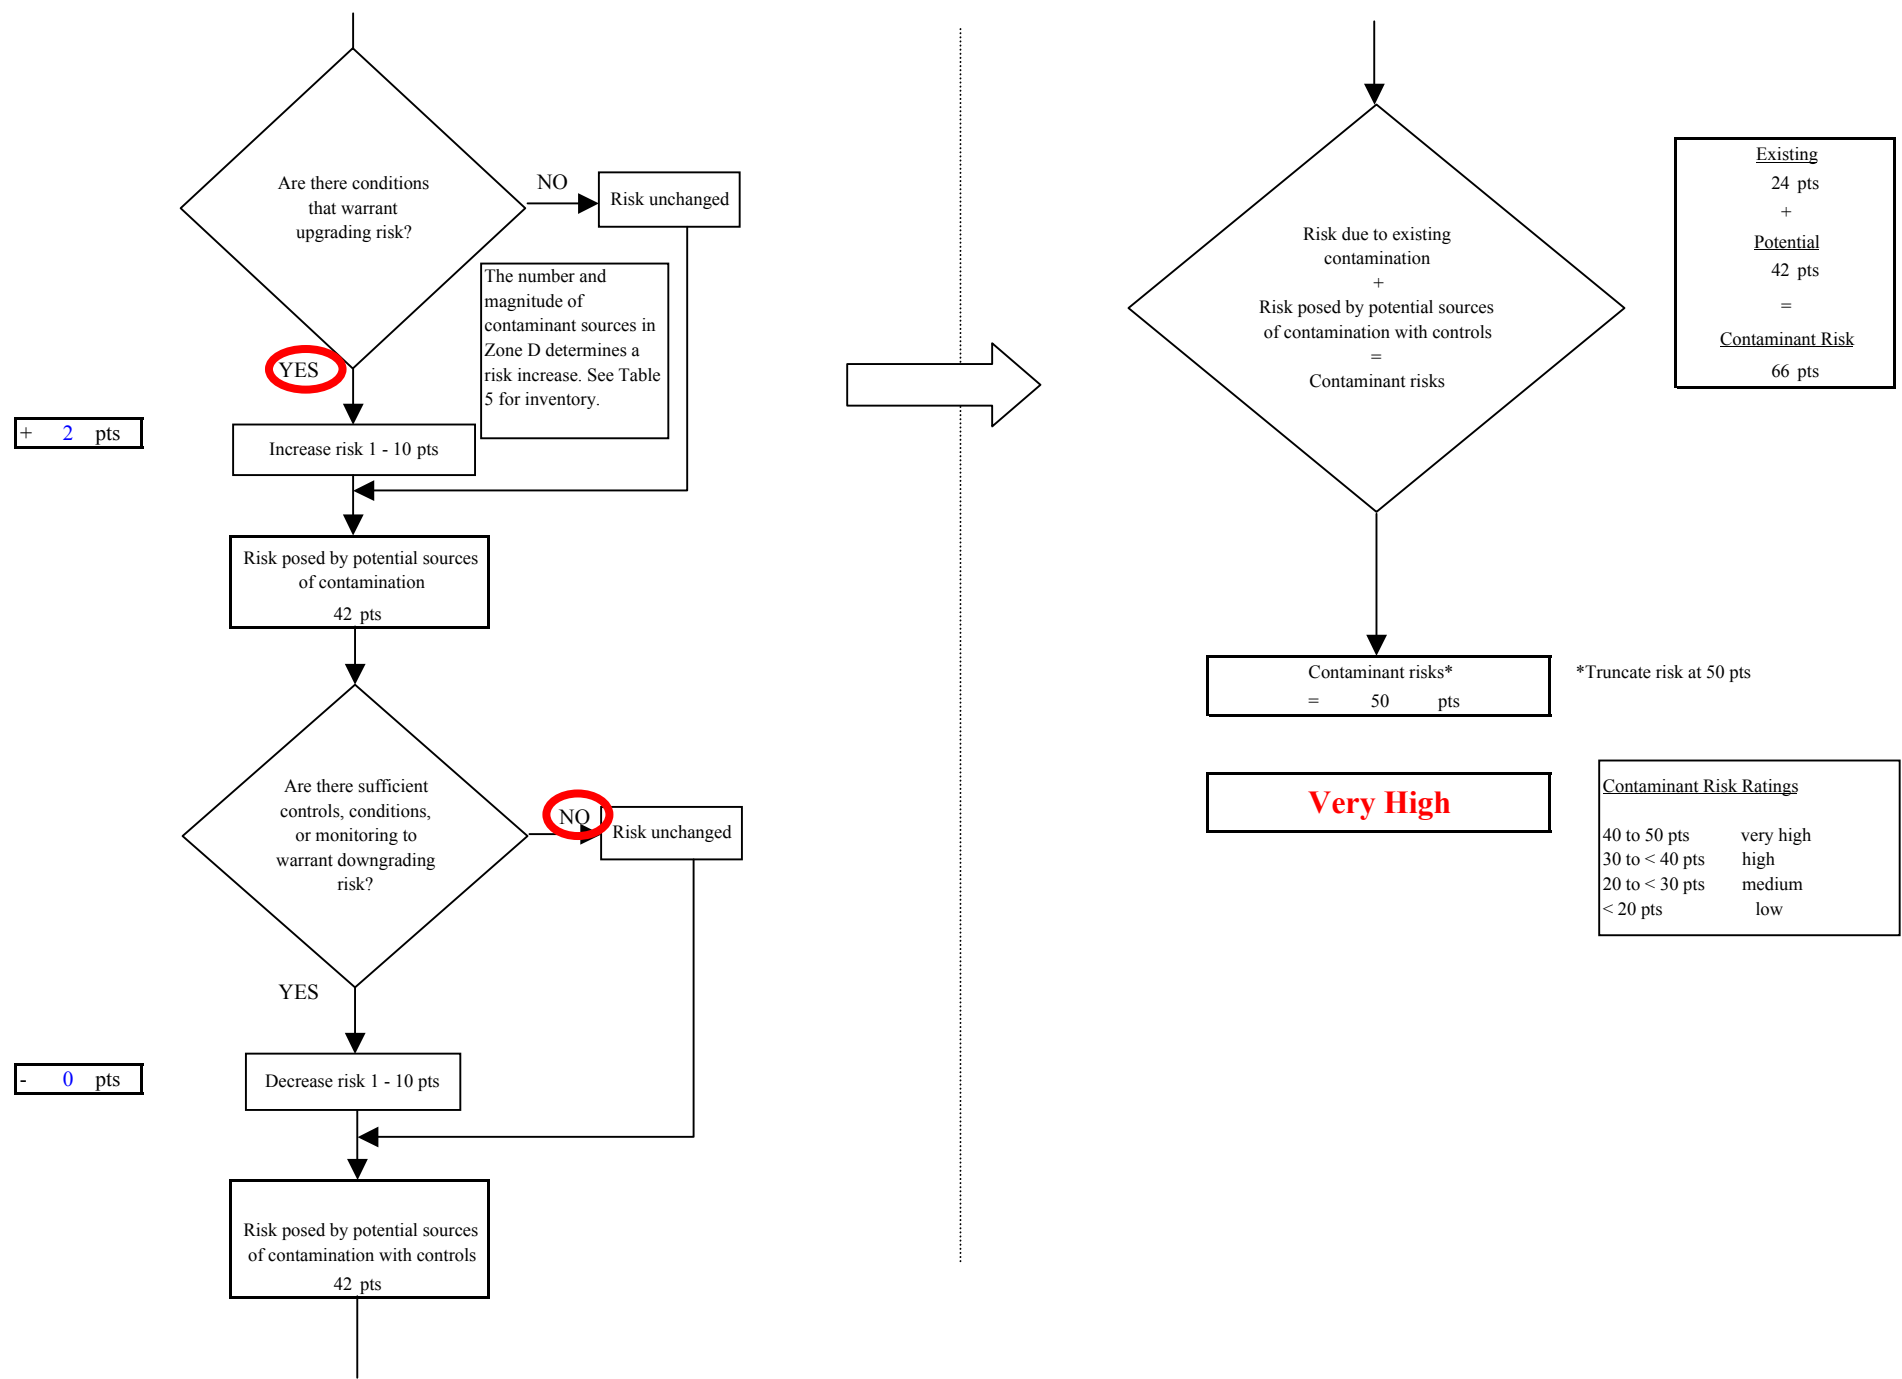 Are there conditions
that warrant
upgrading risk?
NO
Risk unchanged
The number and
magnitude of
contaminant sources in
Zone D determines a
risk increase. See Table
5 for inventory.
YES
+ 2 pts
Increase risk 1 - 10 pts
Risk posed by potential sources
of contamination
42 pts
Are there sufficient
controls, conditions,
or monitoring to
warrant downgrading
risk?
NO
Risk unchanged
YES
- 0 pts
Decrease risk 1 - 10 pts
Risk posed by potential sources
of contamination with controls
42 pts
Risk due to existing
contamination
+
Risk posed by potential sources
of contamination with controls
=
Contaminant risks
Existing
24 pts
+
Potential
42 pts
=
Contaminant Risk
66 pts
Contaminant risks*
= 50 pts
*Truncate risk at 50 pts
Very High
Contaminant Risk Ratings
40 to 50 pts very high
30 to < 40 pts high
20 to < 30 pts medium
< 20 pts low